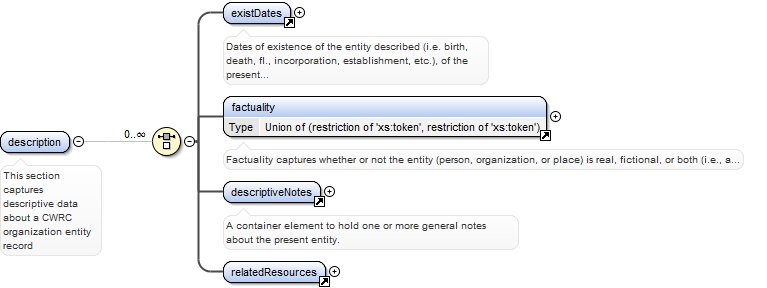 existDates
Dates of existence of the entity described (i.e. birth,
death, fl., incorporation, establishment, etc.), of the
present...
factuality
Type Union of (restriction of 'xs:token', restriction of 'xs:token')
Factuality captures whether or not the entity (person, organization, or place) is real, fictional, or both (i.e., a...
description
0..∞
This section
captures
descriptive data
about a CWRC
organization entity
record
descriptiveNotes
A container element to hold one or more general notes
about the present entity.
relatedResources